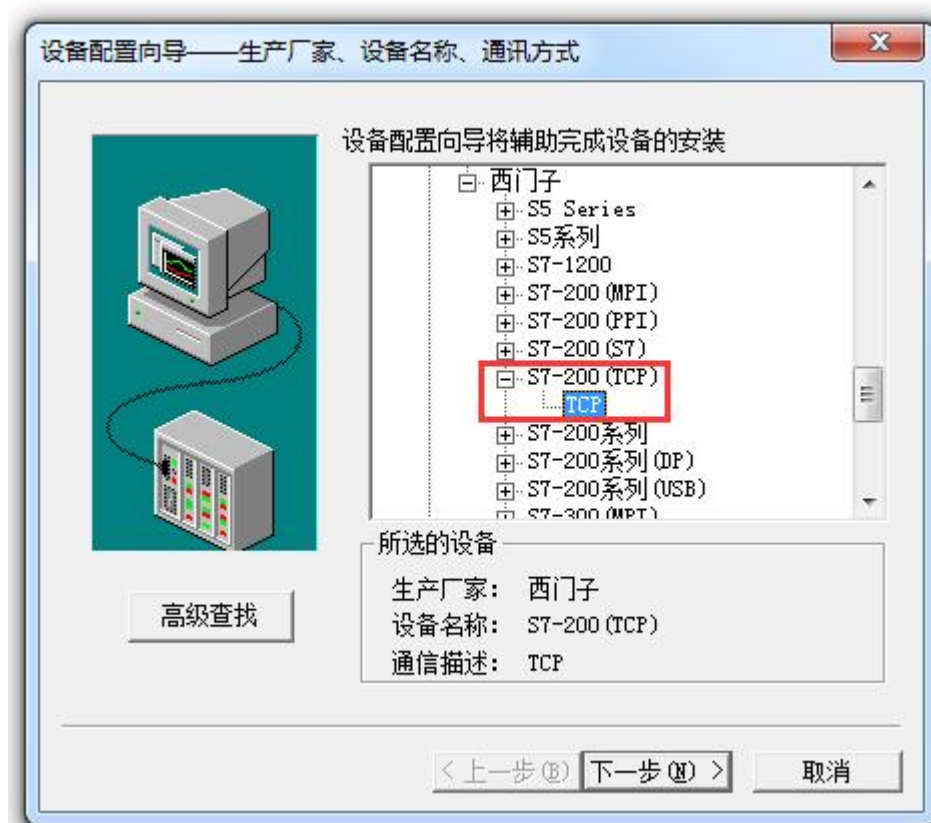 设备配置向导——生产厂家、设备名称、通讯方式
设备配置向导将辅助完成设备的安装
西门子
S5 Series
S5系列
S7-1200
S7-200(MPI)
S7-200(PPI)
S7-200(S7)
S7-200(TCP)
TCP
S7-200系列
S7-200系列(DP)
S7-200系列(USB)
S7-300(MPI)
所选的设备
生产厂家： 西门子
设备名称： S7-200(TCP)
通信描述： TCP
高级查找
< 上一步(B) 下一步(N) > 取消